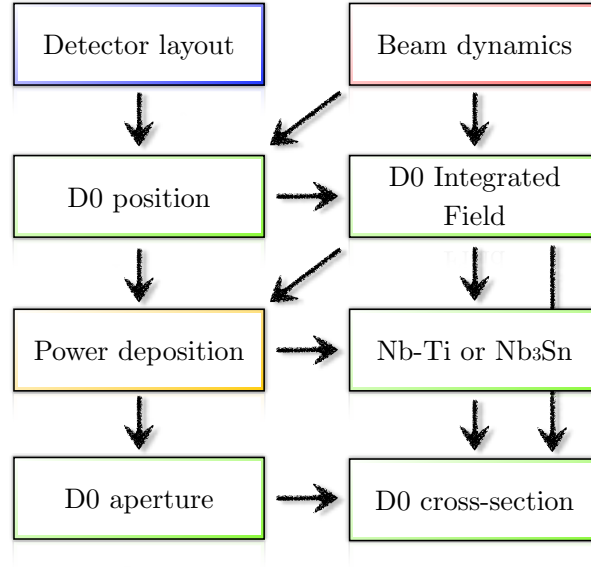 Detector layout
Beam dynamics
D0 position
D0 Integrated
Field
Power deposition
Nb-Ti or Nb₃Sn
D0 aperture
D0 cross-section